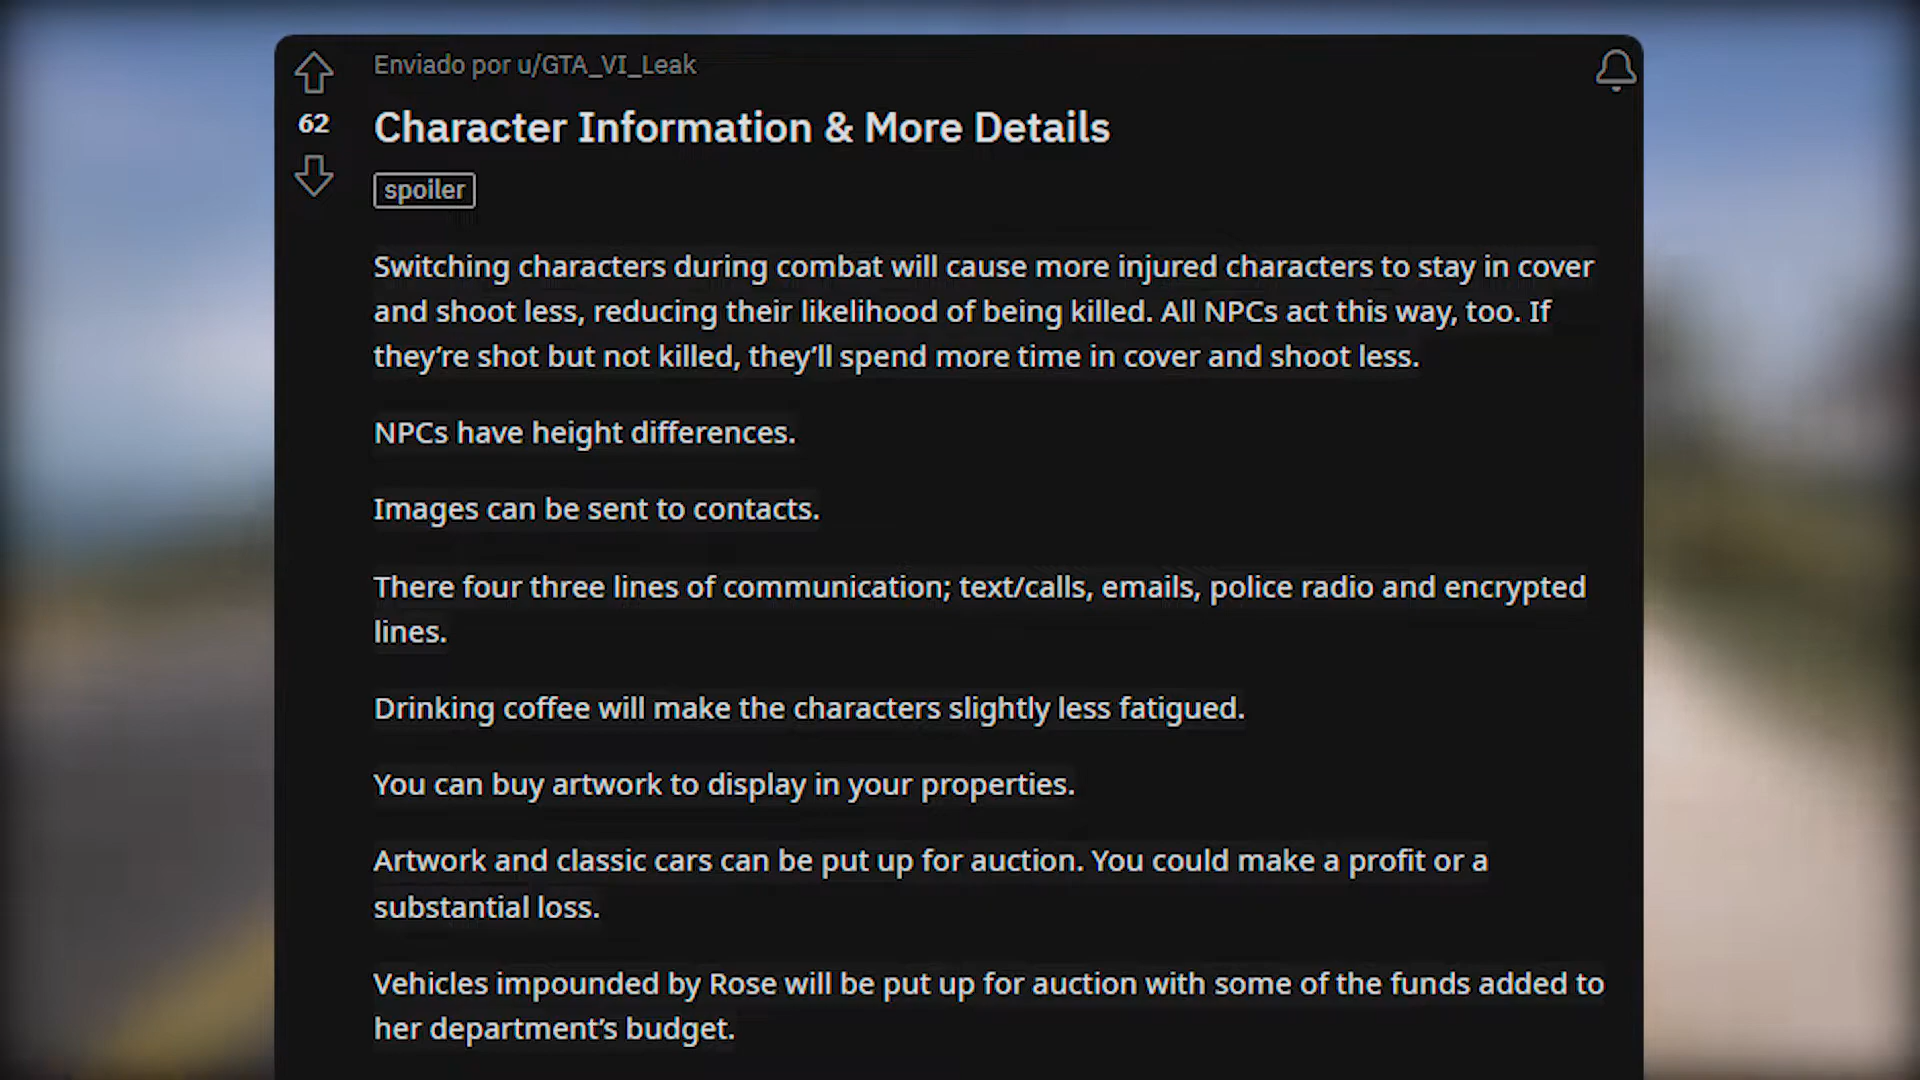 Enviado por u/GTA_VI_Leak
62
Character Information & More Details
spoiler
Switching characters during combat will cause more injured characters to stay in cover
and shoot less, reducing their likelihood of being killed. All NPCs act this way, too. If
they’re shot but not killed, they’ll spend more time in cover and shoot less.
NPCs have height differences.
Images can be sent to contacts.
There four three lines of communication; text/calls, emails, police radio and encrypted
lines.
Drinking coffee will make the characters slightly less fatigued.
You can buy artwork to display in your properties.
Artwork and classic cars can be put up for auction. You could make a profit or a
substantial loss.
Vehicles impounded by Rose will be put up for auction with some of the funds added to
her department’s budget.